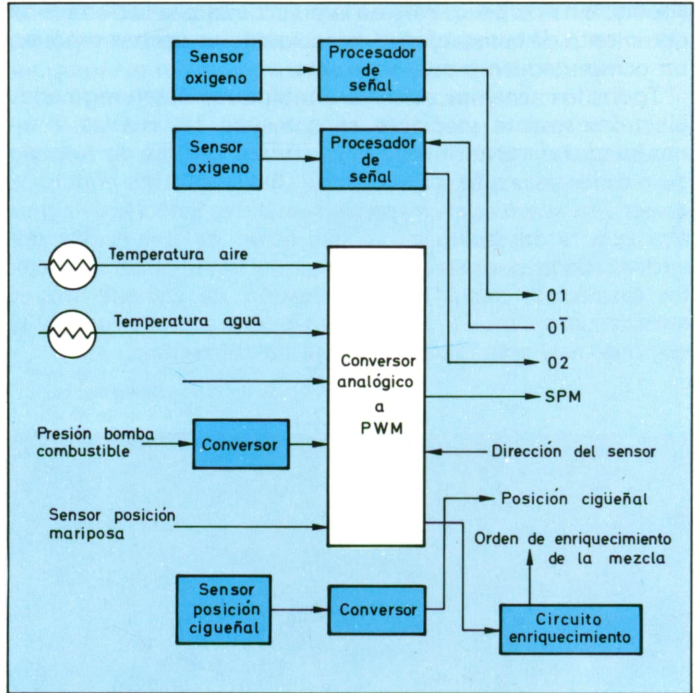 Sensor
oxigeno
Procesador
de
señal
Sensor
oxigeno
Procesador
de
señal
Temperatura aire
Temperatura agua
Conversor
analógico
a
PWM
01
01̄
02
SPM
Presión bomba
combustible
Conversor
Dirección del sensor
Posición cigüeñal
Sensor posición
mariposa
Orden de enriquecimiento
de la mezcla
Sensor
posición
cigueñal
Conversor
Circuito
enriquecimiento